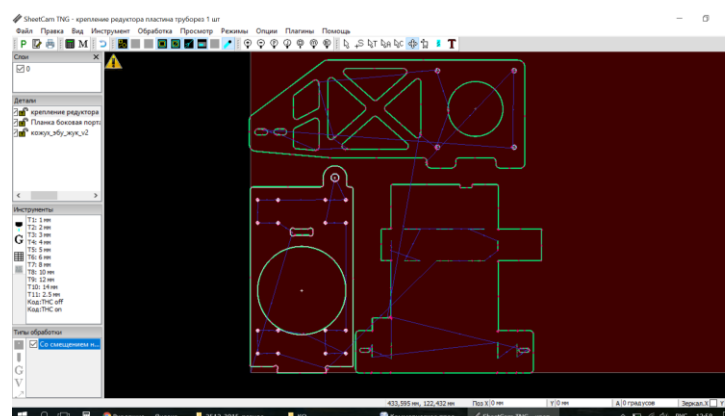 SheetCam TNG - крепление редуктора пластина труборез 1 шт
Файл Правка Вид Инструмент Обработка Просмотр Режимы Опции Плагины Помощь
Слои
0
Детали
крепление редуктора
Планка боковая порт
кожух_эбу_жук_v2
Инструменты
T1: 1 мм
T2: 2 мм
T3: 3 мм
T4: 4 мм
T5: 5 мм
T6: 6 мм
T7: 8 мм
T8: 10 мм
T9: 12 мм
T10: 14 мм
T11: 2.5 мм
Код:THC off
Код:THC on
Типы обработки
Со смещением н...
433,595 мм, 122,432 мм Поз X 0 мм Y 0 мм A 0 градусов Зеркал.X Y